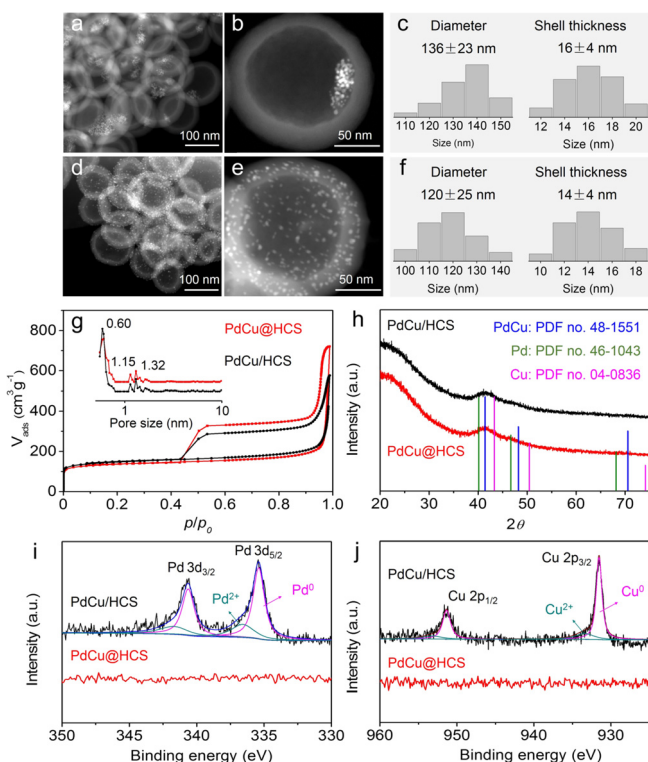 a
100 nm
b
50 nm
c
Diameter
Shell thickness
136±23 nm
16±4 nm
110 120 130 140 150
12 14 16 18 20
Size (nm)
Size (nm)
d
100 nm
e
50 nm
f
Diameter
Shell thickness
120±25 nm
14±4 nm
100 110 120 130 140
10 12 14 16 18
Size (nm)
Size (nm)
g
800
600
400
200
0
V_ads (cm³g⁻¹)
0.60
1.15
1.32
1
10
Pore size (nm)
PdCu@HCS
PdCu/HCS
0 0.2 0.4 0.6 0.8 1.0
p/p₀
h
PdCu/HCS
PdCu: PDF no. 48-1551
Pd: PDF no. 46-1043
Cu: PDF no. 04-0836
PdCu@HCS
Intensity (a.u.)
20 30 40 50 60 70
2θ
i
Pd 3d₃/₂
Pd 3d₅/₂
Pd²⁺
Pd⁰
PdCu/HCS
PdCu@HCS
Intensity (a.u.)
350 345 340 335 330
Binding energy (eV)
j
Cu 2p₃/₂
PdCu/HCS
Cu 2p₁/₂
Cu²⁺
Cu⁰
PdCu@HCS
Intensity (a.u.)
960 950 940 930
Binding energy (eV)